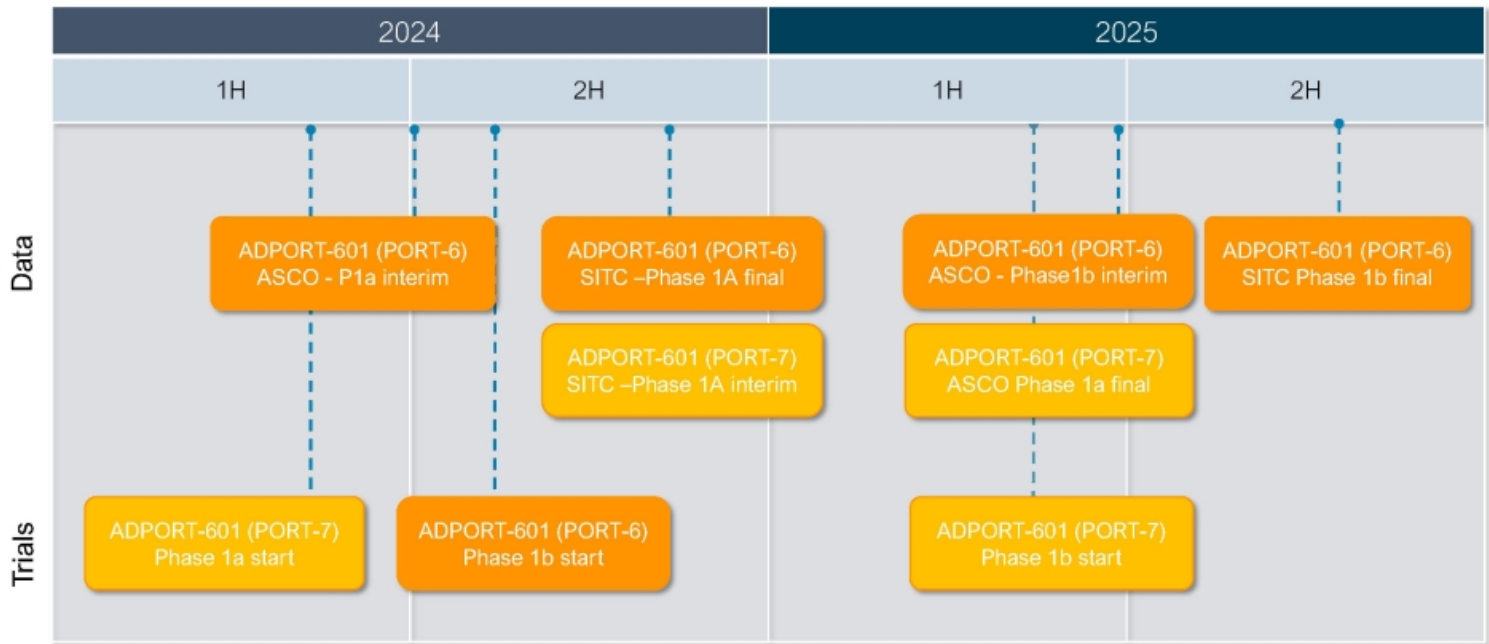 2024
2025
1H
2H
1H
2H
Data
ADPORT-601 (PORT-6)
ASCO - P1a interim
ADPORT-601 (PORT-6)
SITC –Phase 1A final
ADPORT-601 (PORT-6)
ASCO - Phase1b interim
ADPORT-601 (PORT-6)
SITC Phase 1b final
ADPORT-601 (PORT-7)
SITC –Phase 1A interim
ADPORT-601 (PORT-7)
ASCO Phase 1a final
Trials
ADPORT-601 (PORT-7)
Phase 1a start
ADPORT-601 (PORT-6)
Phase 1b start
ADPORT-601 (PORT-7)
Phase 1b start